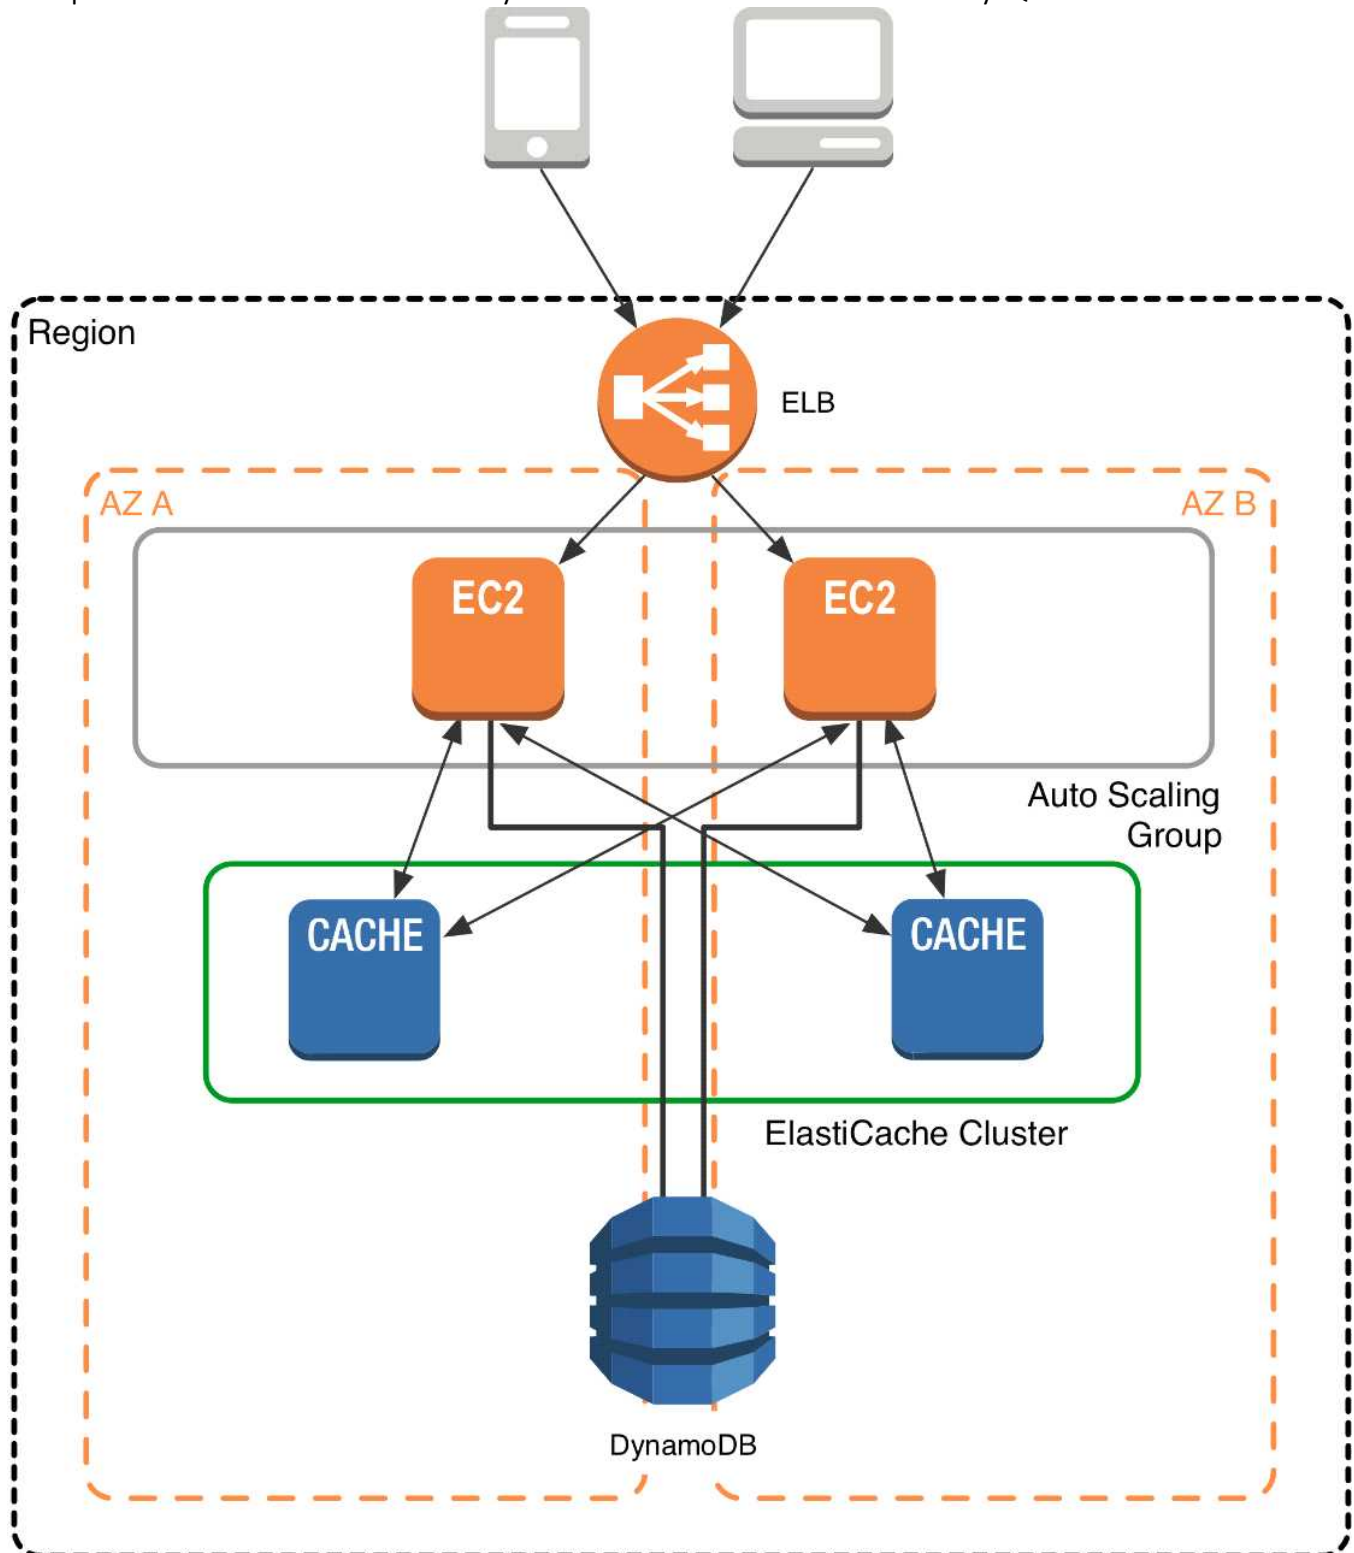 Region
ELB
AZ A
AZ B
EC2
EC2
Auto Scaling
Group
CACHE
CACHE
ElastiCache Cluster
DynamoDB